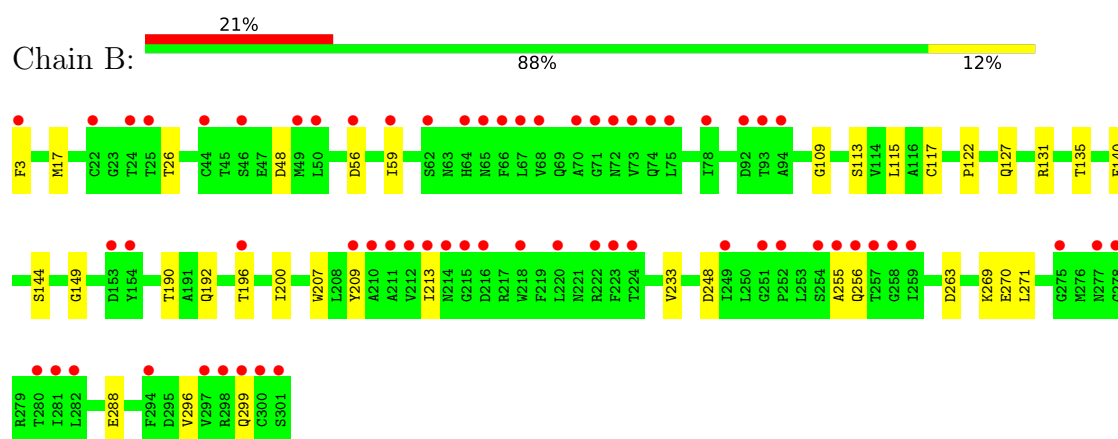 21%
Chain B:
88% 12%
F3 M17 C22 G23 T24 T25 T26 C44 T45 S46 E47 D48 M49 L50 D56 I59 S62 N63 H64 N65 F66 L67 V68 Q69 A70 G71 N72 V73 Q74 L75 I78 D92 T93 A94 G109 S113 V114 L115 A116 C117 P122 Q127 R131 T135 F140
S144 G149 D153 Y154 T190 A191 Q192 T196 I200 W207 L208 Y209 A210 A211 V212 I213 N214 G215 D216 R217 W218 F219 L220 N221 R222 F223 T224 V233 D248 I249 L250 G251 P252 L253 S254 A255 Q256 T257 G258 I259 D263 K269 E270 L271 G275 M276 N277 G278
R279 T280 I281 L282 E288 F294 D295 V296 V297 R298 Q299 C300 S301